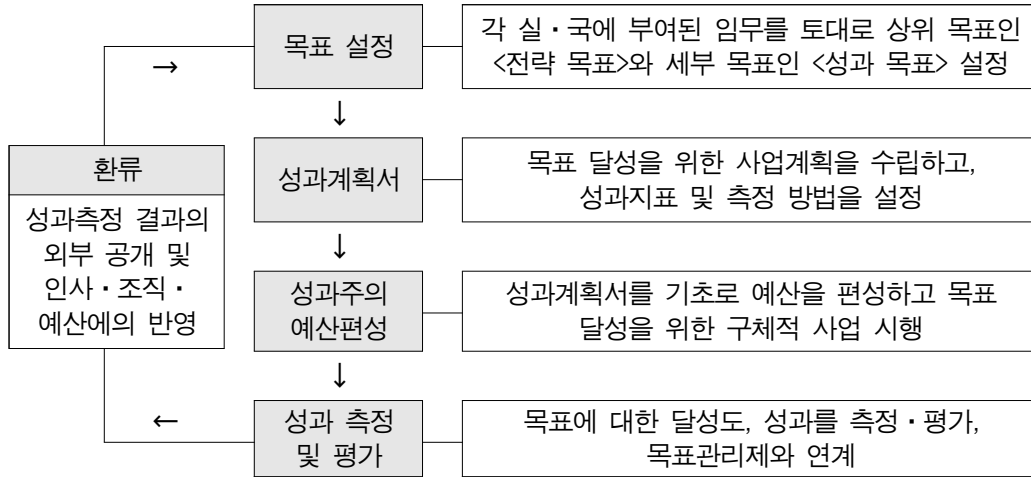 목표 설정
각 실·국에 부여된 임무를 토대로 상위 목표인
<전략 목표>와 세부 목표인 <성과 목표> 설정
→
↓
환류
성과측정 결과의
외부 공개 및
인사·조직·
예산에의 반영
성과계획서
목표 달성을 위한 사업계획을 수립하고,
성과지표 및 측정 방법을 설정
↓
성과주의
예산편성
성과계획서를 기초로 예산을 편성하고 목표
달성을 위한 구체적 사업 시행
↓
←
성과 측정
및 평가
목표에 대한 달성도, 성과를 측정·평가,
목표관리제와 연계